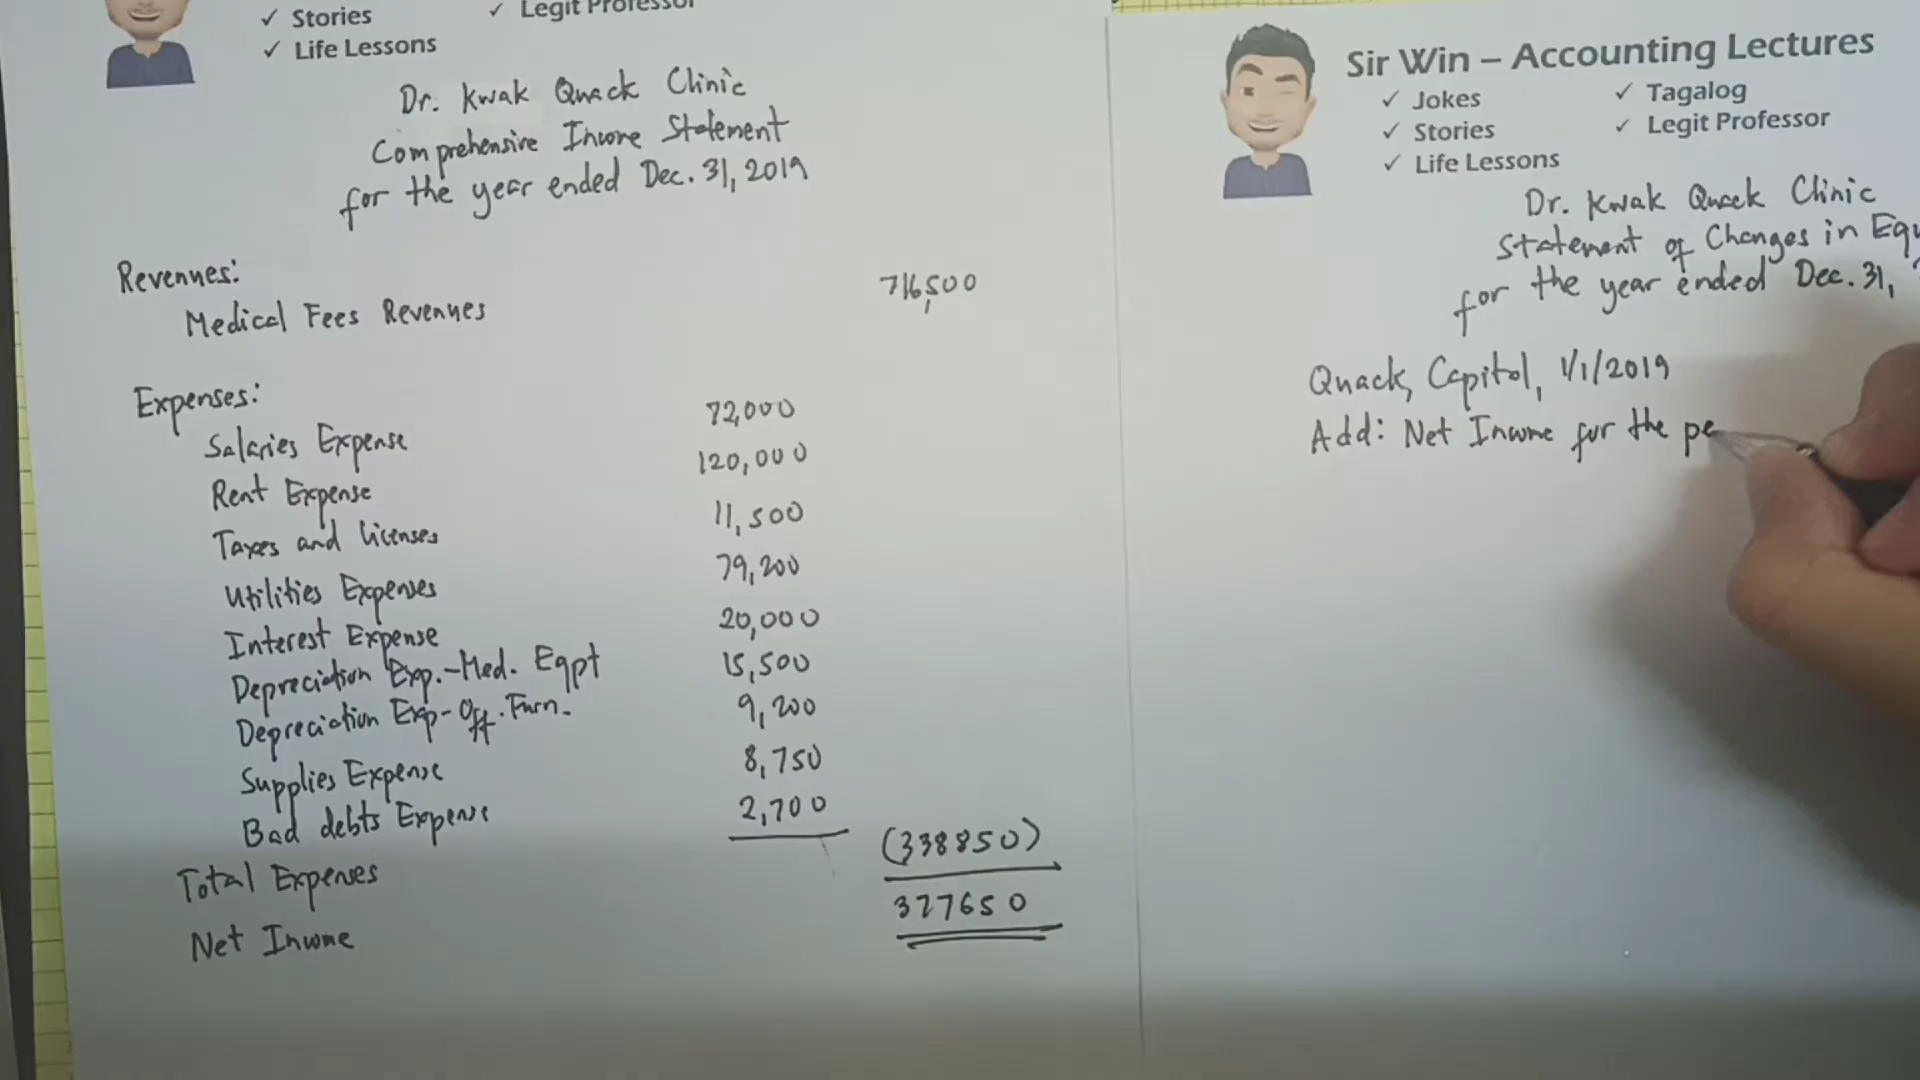 ✓ Stories
✓ Legit Professor
✓ Life Lessons
Dr. Kwak Quack Clinic
Comprehensive Income Statement
for the year ended Dec. 31, 2019
Revenues:
Medical Fees Revenues 716,500
Expenses:
Salaries Expense 72,000
Rent Expense 120,000
Taxes and licenses 11,500
Utilities Expenses 79,200
Interest Expense 20,000
Depreciation Exp.-Med. Eqpt 15,500
Depreciation Exp-Off. Furn. 9,200
Supplies Expense 8,750
Bad debts Expense 2,700
Total Expenses (338850)
Net Income 377650
Sir Win – Accounting Lectures
✓ Jokes ✓ Tagalog
✓ Stories ✓ Legit Professor
✓ Life Lessons
Dr. Kwak Quack Clinic
Statement of Changes in Equ
for the year ended Dec. 31,
Quack, Capital, 1/1/2019
Add: Net Income for the pe